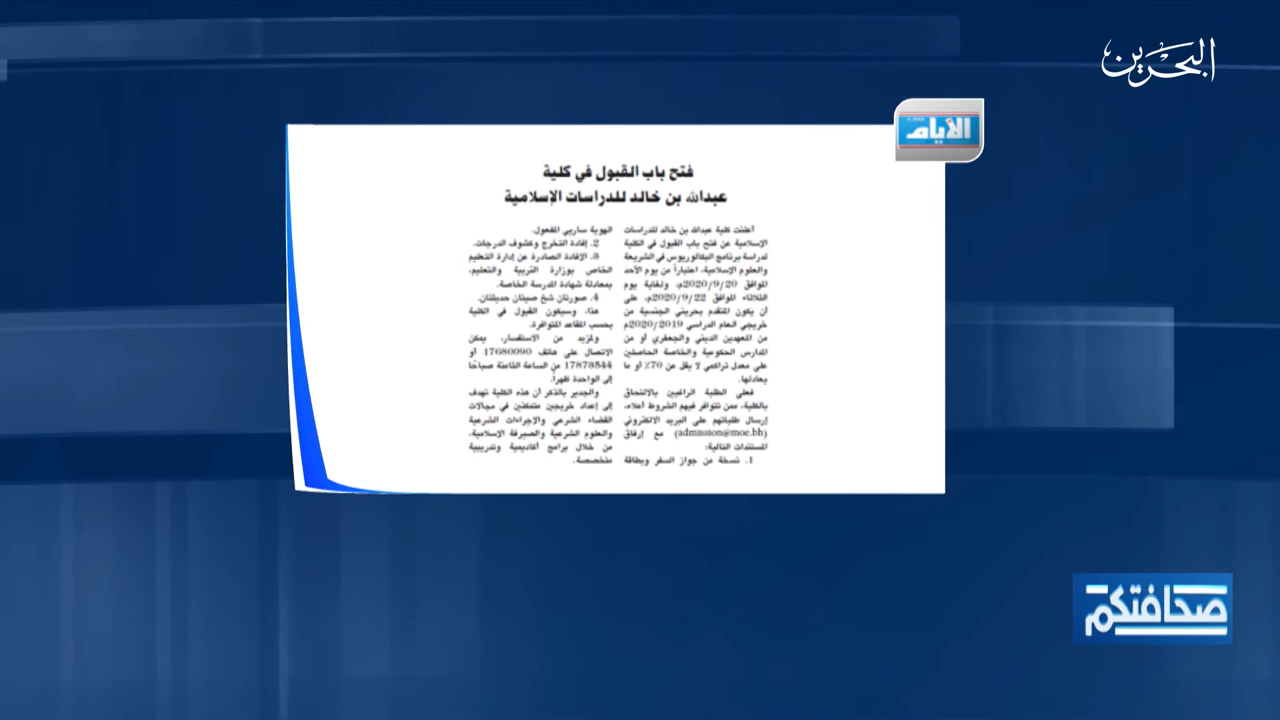 البحرين
الأيام
فتح باب القبول في كلية
عبدالله بن خالد للدراسات الإسلامية
أعلنت كلية عبدالله بن خالد للدراسات
الإسلامية عن فتح باب القبول في الكلية
لدراسة برنامج البكالوريوس في الشريعة
والعلوم الإسلامية، اعتباراً من يوم الأحد
الموافق 2020/9/20م، ولغاية يوم
الثلاثاء الموافق 2020/9/22م، على
أن يكون المتقدم بحريني الجنسية من
خريجي العام الدراسي 2020/2019م
من المعهدين الديني والجعفري أو من
المدارس الحكومية والخاصة الحاصلين
على معدل تراكمي لا يقل عن 70٪ أو ما
يعادلها.
فعلى الطلبة الراغبين بالالتحاق
بالكلية، ممن تتوافر فيهم الشروط أعلاه،
إرسال طلباتهم على البريد الالكتروني
(admission@moe.bh) مع إرفاق
المستندات التالية:
1. نسخة من جواز السفر وبطاقة
الهوية ساريي المفعول.
2. إفادة التخرج وكشوف الدرجات.
3. الإفادة الصادرة عن إدارة التعليم
الخاص بوزارة التربية والتعليم،
بمعادلة شهادة المدرسة الخاصة.
4. صورتان شخصيتان حديثتان.
هذا، وسيكون القبول في الكلية
بحسب المقاعد المتوافرة.
ولمزيد من الاستفسار، يمكن
الاتصال على هاتف 17680090 أو
17878544 من الساعة الثامنة صباحًا
إلى الواحدة ظهراً.
والجدير بالذكر أن هذه الكلية تهدف
إلى إعداد خريجين متمكنين في مجالات
القضاء الشرعي والإجراءات الشرعية
والعلوم الشرعية والصيرفة الإسلامية،
من خلال برامج أكاديمية وتدريبية
متخصصة.
صحافتكم